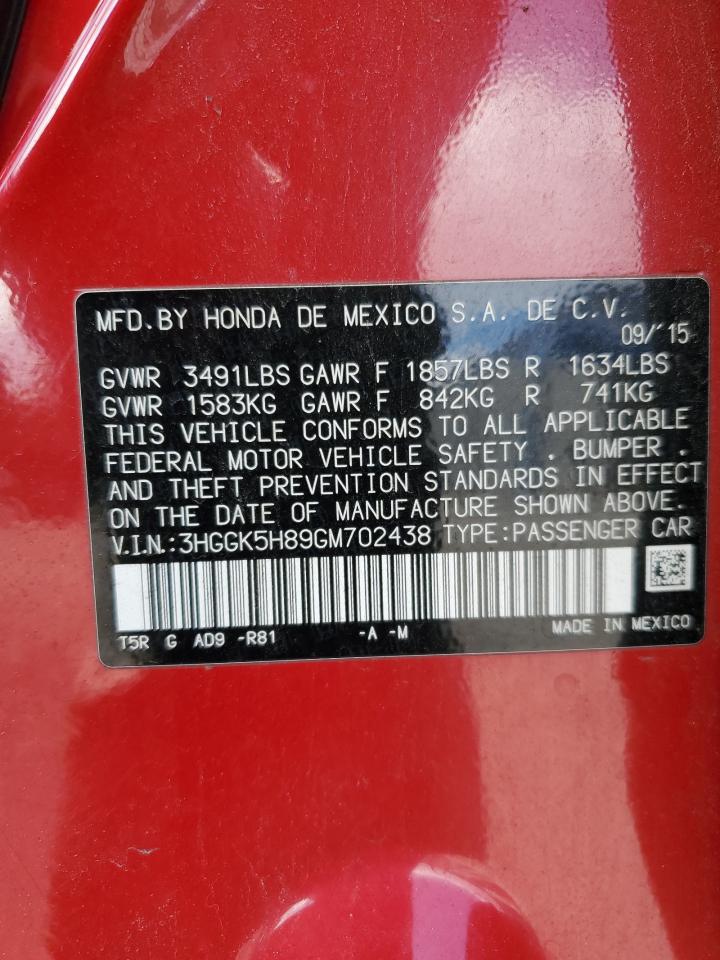 MFD.BY HONDA DE MEXICO S.A. DE C.V.
09/'15
GVWR 3491LBS GAWR F 1857LBS R 1634LBS
GVWR 1583KG GAWR F 842KG R 741KG
THIS VEHICLE CONFORMS TO ALL APPLICABLE
FEDERAL MOTOR VEHICLE SAFETY . BUMPER .
AND THEFT PREVENTION STANDARDS IN EFFECT
ON THE DATE OF MANUFACTURE SHOWN ABOVE.
V.I.N.:3HGGK5H89GM702438 TYPE:PASSENGER CAR
T5R G AD9 -R81 -A -M MADE IN MEXICO